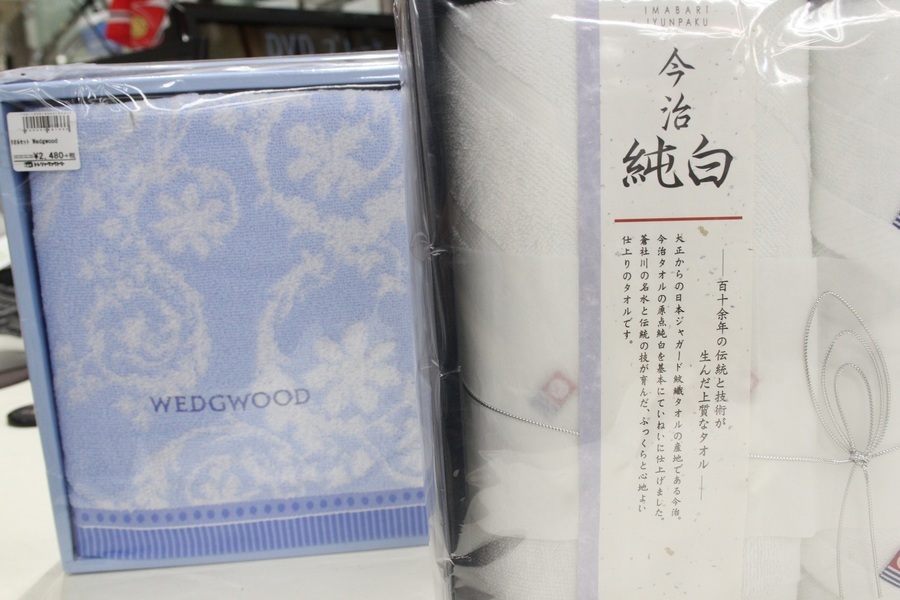 Wedgwood
¥2,480+税
WEDGWOOD
IMABARI
JYUNPAKU
今治
純白
――百十余年の伝統と技術が
生んだ上質なタオル――
大正からの日本ジャガード紋織タオルの産地である今治。
今治タオルの原点純白を基本にていねいに仕上げました。
蒼社川の名水と伝統の技が育んだ、ふっくらと心地よい
仕上りのタオルです。